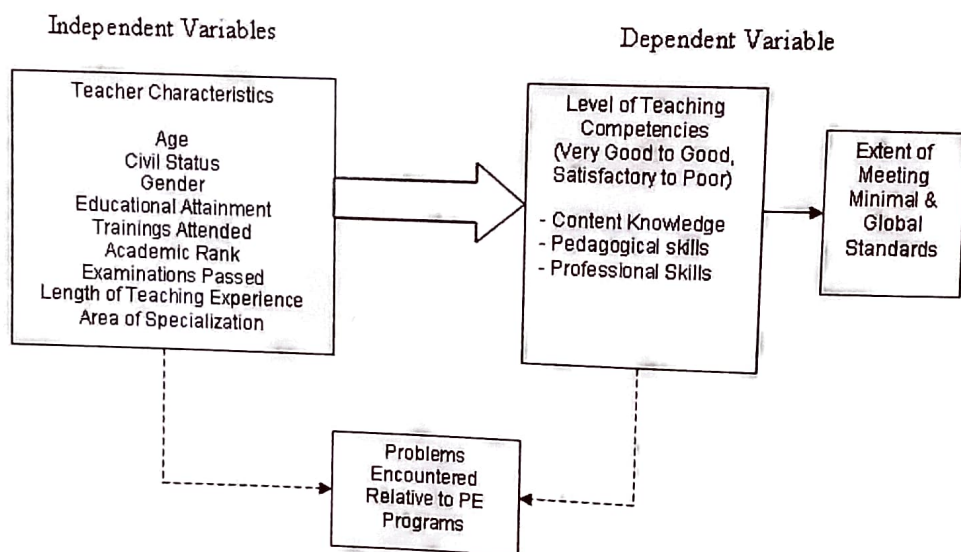 Independent Variables
Dependent Variable
Teacher Characteristics
Age
Civil Status
Gender
Educational Attainment
Trainings Attended
Academic Rank
Examinations Passed
Length of Teaching Experience
Area of Specialization
Level of Teaching
Competencies
(Very Good to Good,
Satisfactory to Poor)
- Content Knowledge
- Pedagogical skills
- Professional Skills
Extent of
Meeting
Minimal &
Global
Standards
Problems
Encountered
Relative to PE
Programs